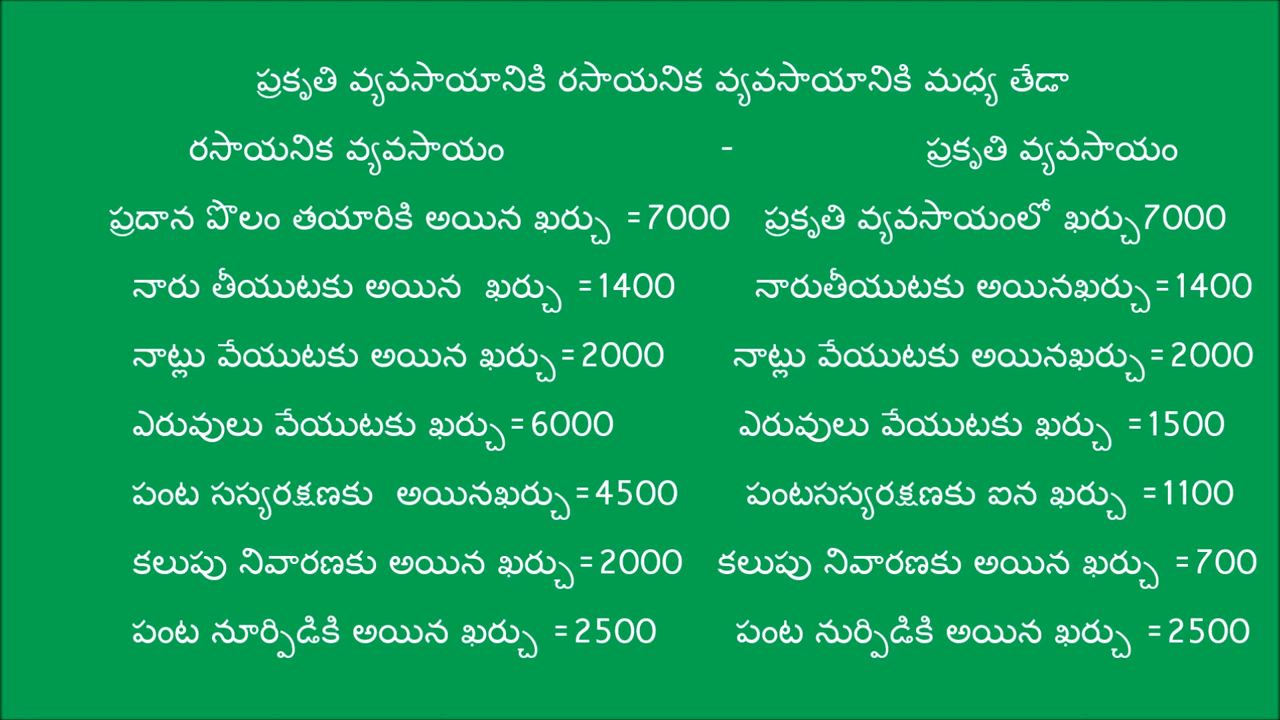 ప్రకృతి వ్యవసాయానికి రసాయనిక వ్యవసాయానికి మధ్య తేడా
రసాయనిక వ్యవసాయం - ప్రకృతి వ్యవసాయం
ప్రదాన పొలం తయారికి అయిన ఖర్చు =7000 ప్రకృతి వ్యవసాయంలో ఖర్చు7000
నారు తీయుటకు అయిన ఖర్చు =1400 నారుతీయుటకు అయినఖర్చు=1400
నాట్లు వేయుటకు అయిన ఖర్చు=2000 నాట్లు వేయుటకు అయినఖర్చు=2000
ఎరువులు వేయుటకు ఖర్చు=6000 ఎరువులు వేయుటకు ఖర్చు =1500
పంట సస్యరక్షణకు అయినఖర్చు=4500 పంటసస్యరక్షణకు ఐన ఖర్చు =1100
కలుపు నివారణకు అయిన ఖర్చు=2000 కలుపు నివారణకు అయిన ఖర్చు =700
పంట నూర్పిడికి అయిన ఖర్చు =2500 పంట నుర్పిడికి అయిన ఖర్చు =2500